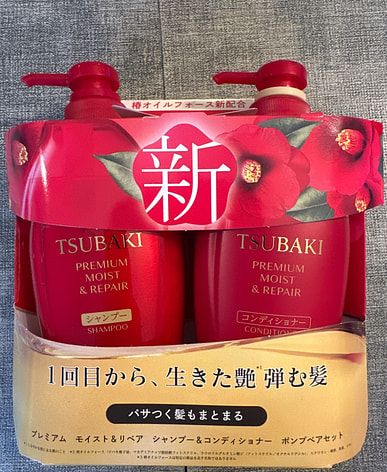 椿オイルフォース新配合
新
TSUBAKI
PREMIUM
MOIST
& REPAIR
シャンプー
SHAMPOO
TSUBAKI
PREMIUM
MOIST
& REPAIR
コンディショナー
1回目から、生きた艶*¹弾む髪
パサつく髪もまとまる
プレミアム モイスト&リペア シャンプー&コンディショナー ポンプペアセット